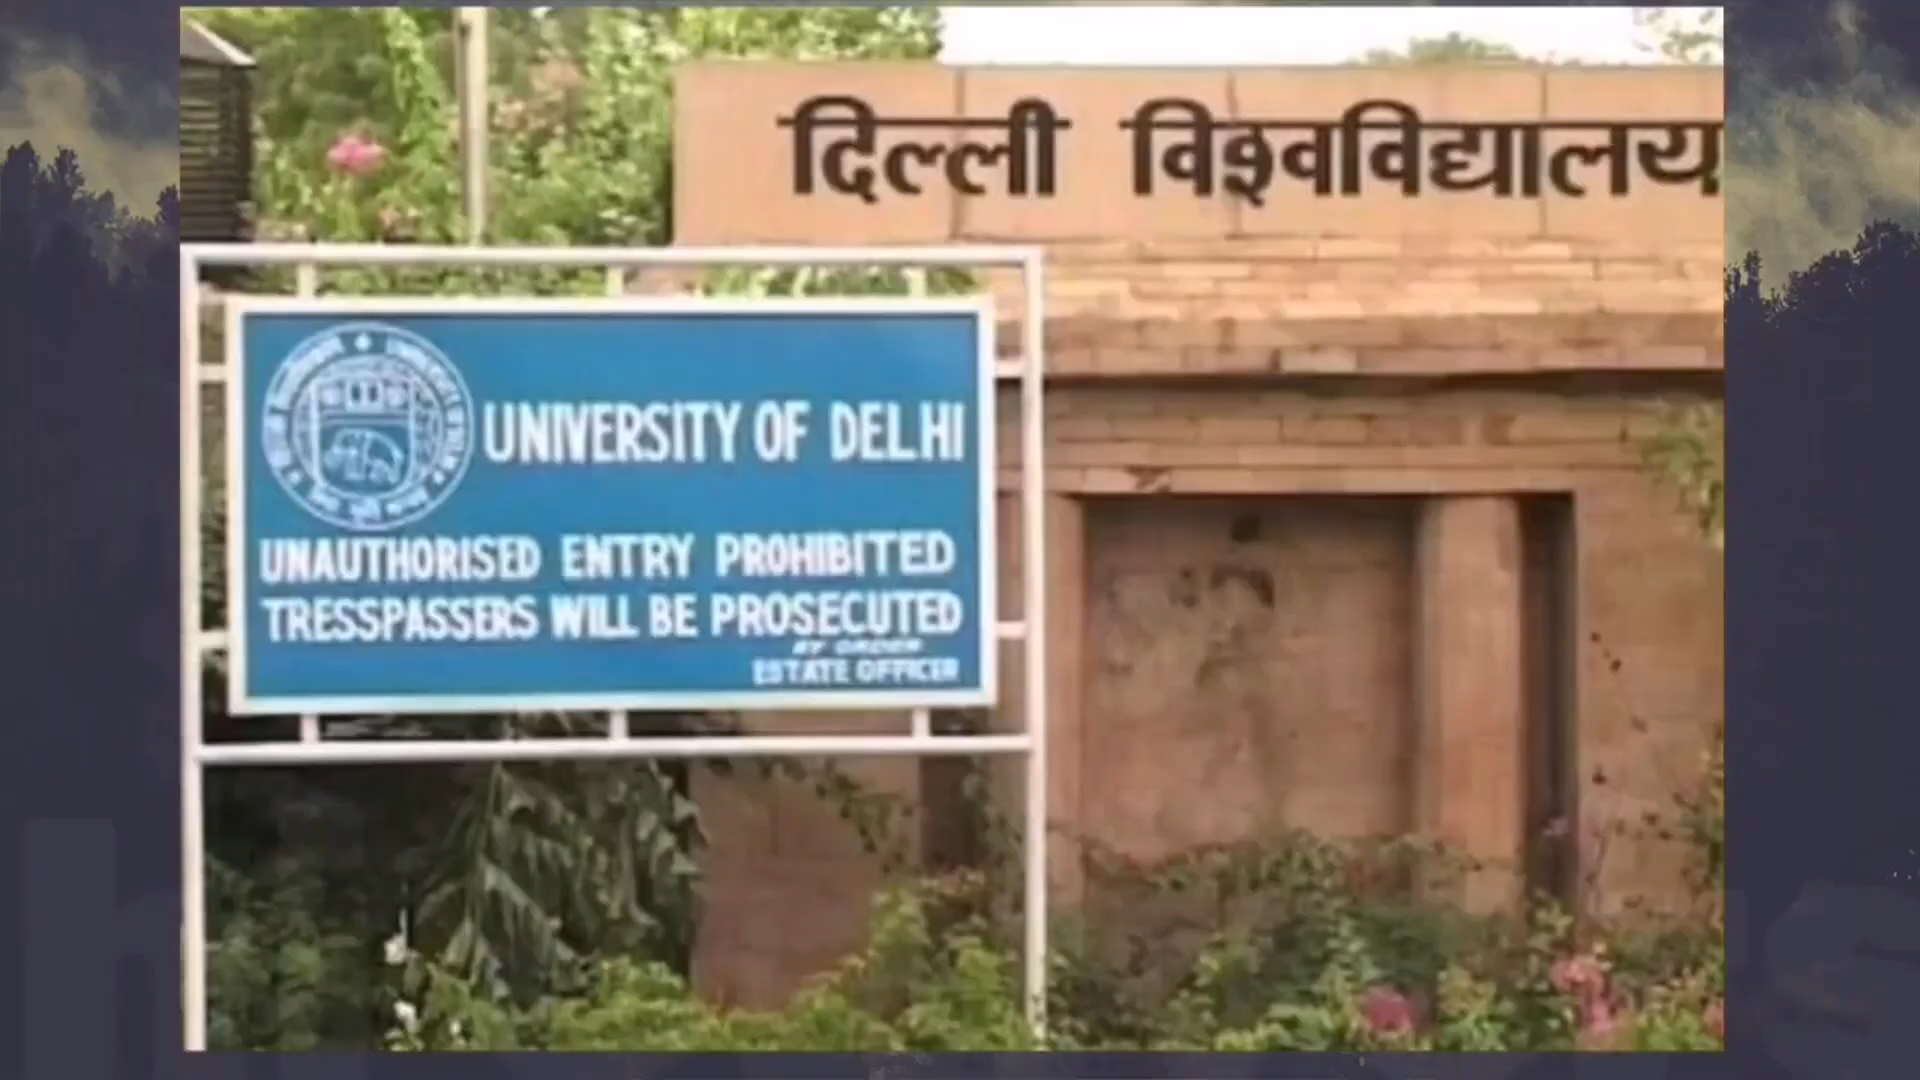 दिल्ली विश्वविद्यालय
UNIVERSITY OF DELHI
UNAUTHORISED ENTRY PROHIBITED
TRESSPASSERS WILL BE PROSECUTED
BY ORDER
ESTATE OFFICER